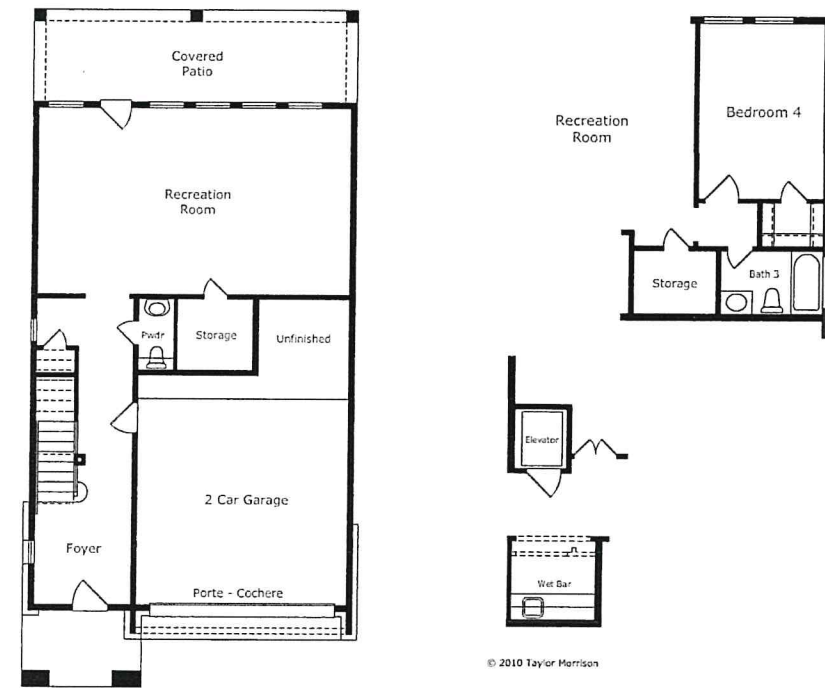 Covered
Patio
Recreation
Room
Pwdr
Storage
Unfinished
2 Car Garage
Foyer
Porte - Cochere
Recreation
Room
Bedroom 4
Storage
Bath 3
Elevator
Wet Bar
© 2010 Taylor Morrison